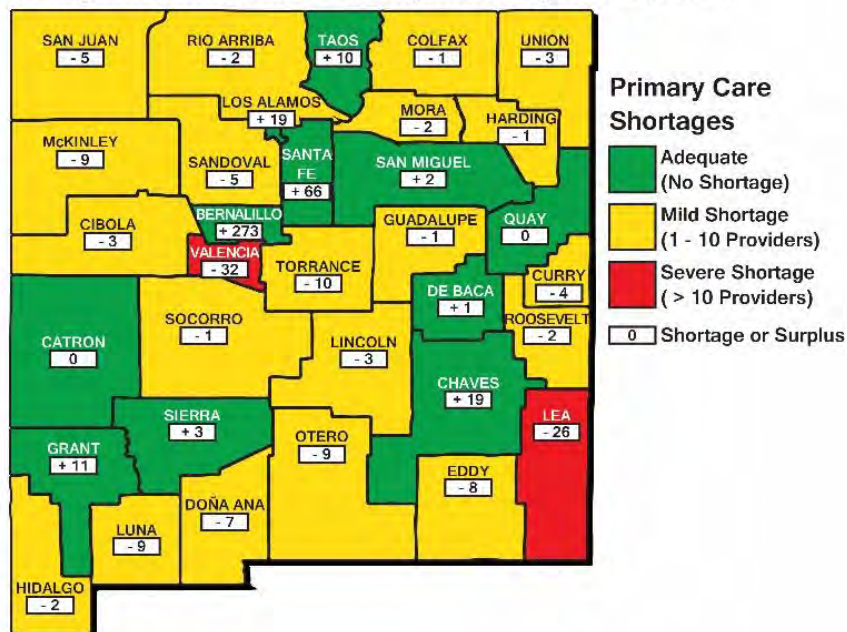 SAN JUAN
- 5
RIO ARRIBA
- 2
TAOS
+ 10
COLFAX
- 1
UNION
- 3
LOS ALAMOS
+ 19
MORA
- 2
HARDING
- 1
McKINLEY
- 9
SANDOVAL
- 5
SANTA
FE
+ 66
SAN MIGUEL
+ 2
CIBOLA
- 3
BERNALILLO
+ 273
GUADALUPE
- 1
QUAY
0
VALENCIA
- 32
TORRANCE
- 10
CURRY
- 4
DE BACA
+ 1
ROOSEVELT
- 2
CATRON
0
SOCORRO
- 1
LINCOLN
- 3
CHAVES
+ 19
LEA
- 26
SIERRA
+ 3
GRANT
+ 11
OTERO
- 9
EDDY
- 8
DOÑA ANA
- 7
LUNA
- 9
HIDALGO
- 2
Primary Care
Shortages
Adequate
(No Shortage)
Mild Shortage
(1 - 10 Providers)
Severe Shortage
( > 10 Providers)
0 Shortage or Surplus